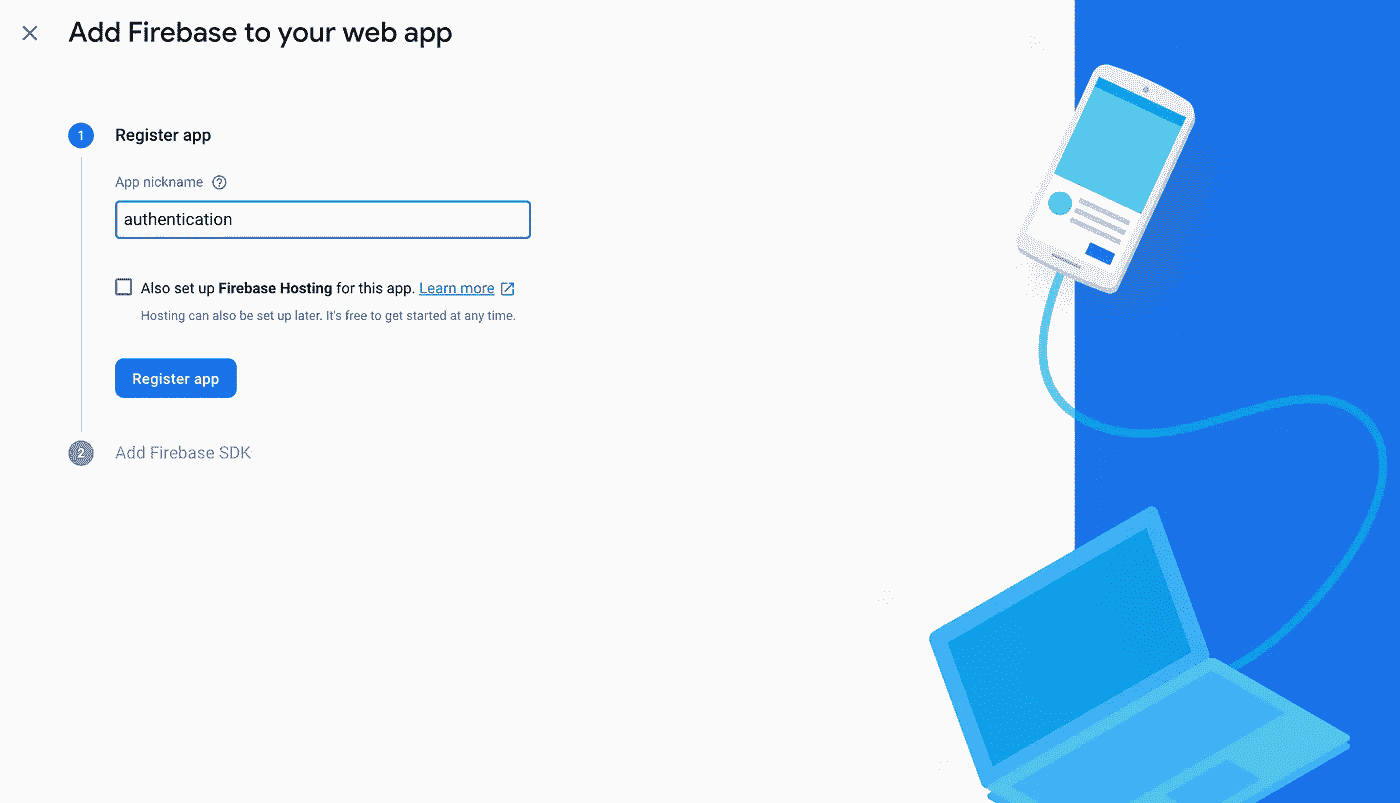 Add Firebase to your web app
1 Register app
App nickname
authentication
Also set up Firebase Hosting for this app. Learn more
Hosting can also be set up later. It's free to get started at any time.
Register app
2 Add Firebase SDK